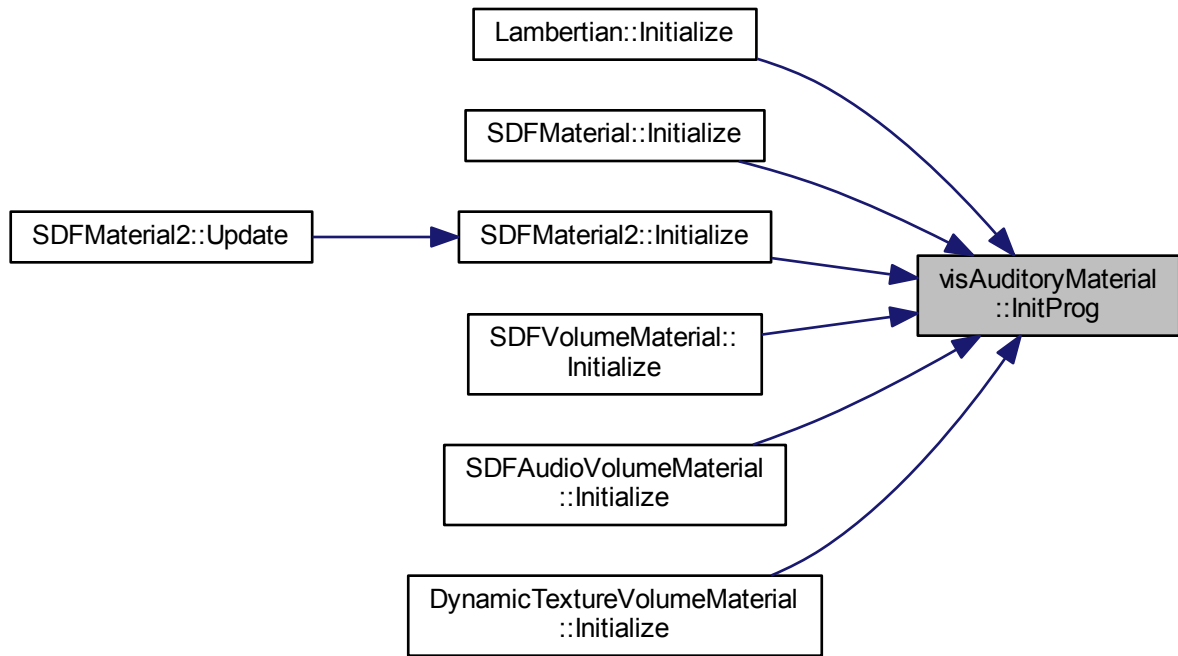 Lambertian::Initialize
SDFMaterial::Initialize
SDFMaterial2::Update
SDFMaterial2::Initialize
visAuditoryMaterial
::InitProg
SDFVolumeMaterial::
Initialize
SDFAudioVolumeMaterial
::Initialize
DynamicTextureVolumeMaterial
::Initialize